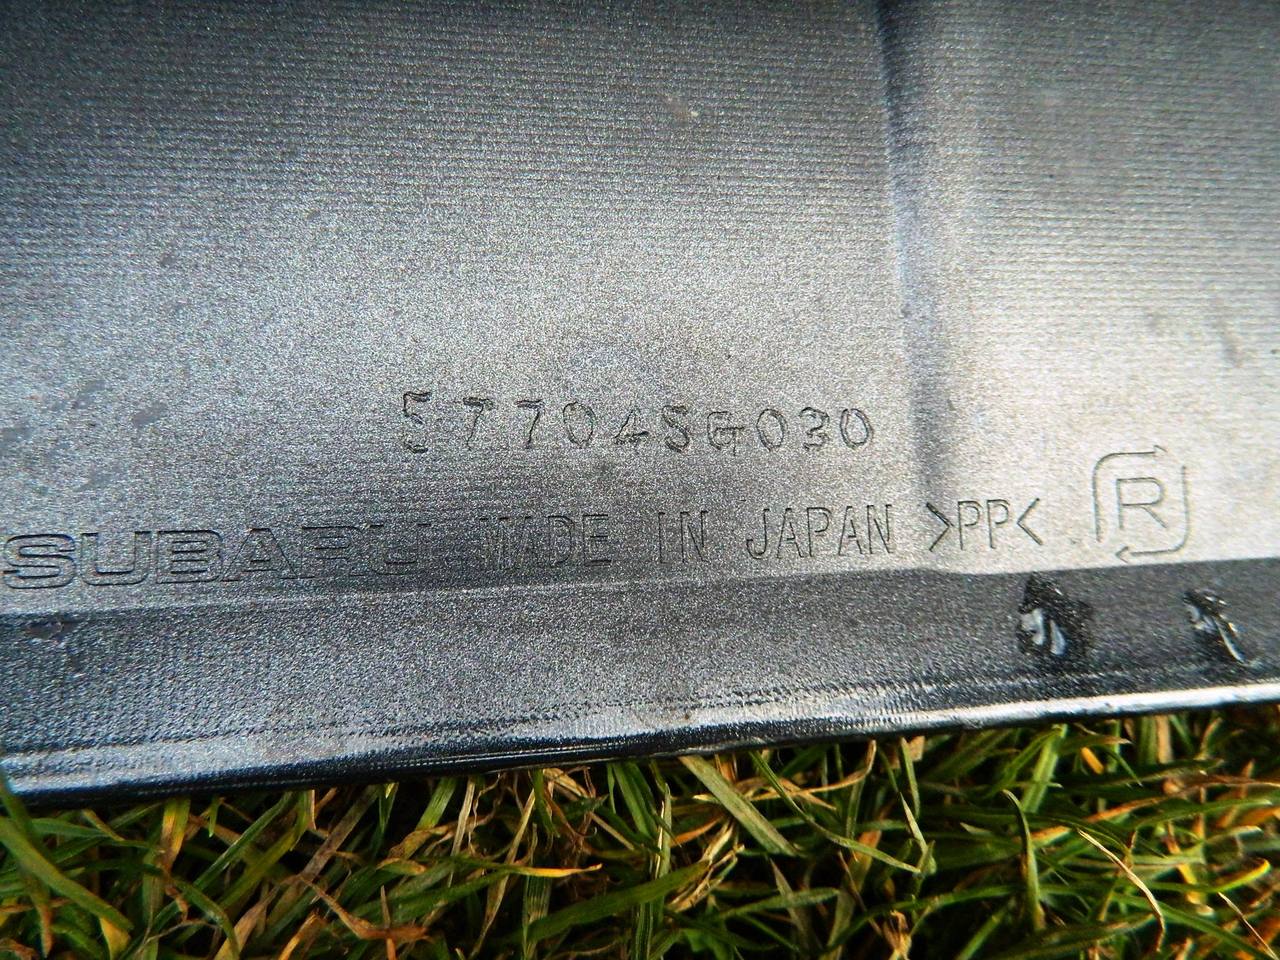 57704SG030
SUBARU MADE IN JAPAN >PP< R